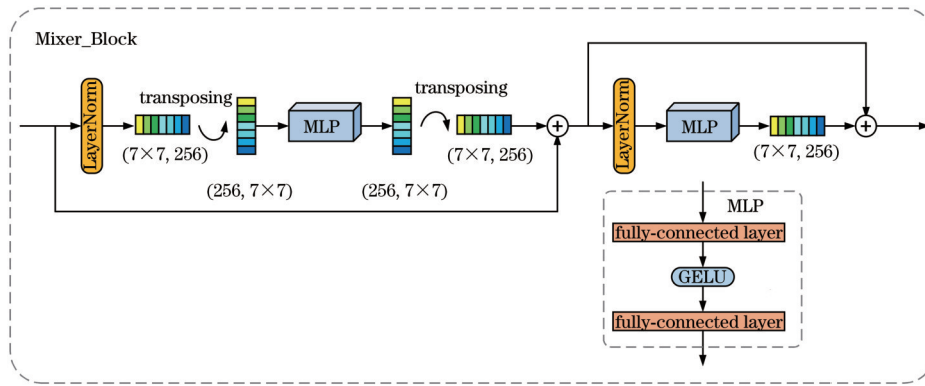 Mixer_Block
LayerNorm
(7×7, 256)
transposing
(256, 7×7)
MLP
(256, 7×7)
transposing
(7×7, 256)
LayerNorm
MLP
(7×7, 256)
MLP
fully-connected layer
GELU
fully-connected layer